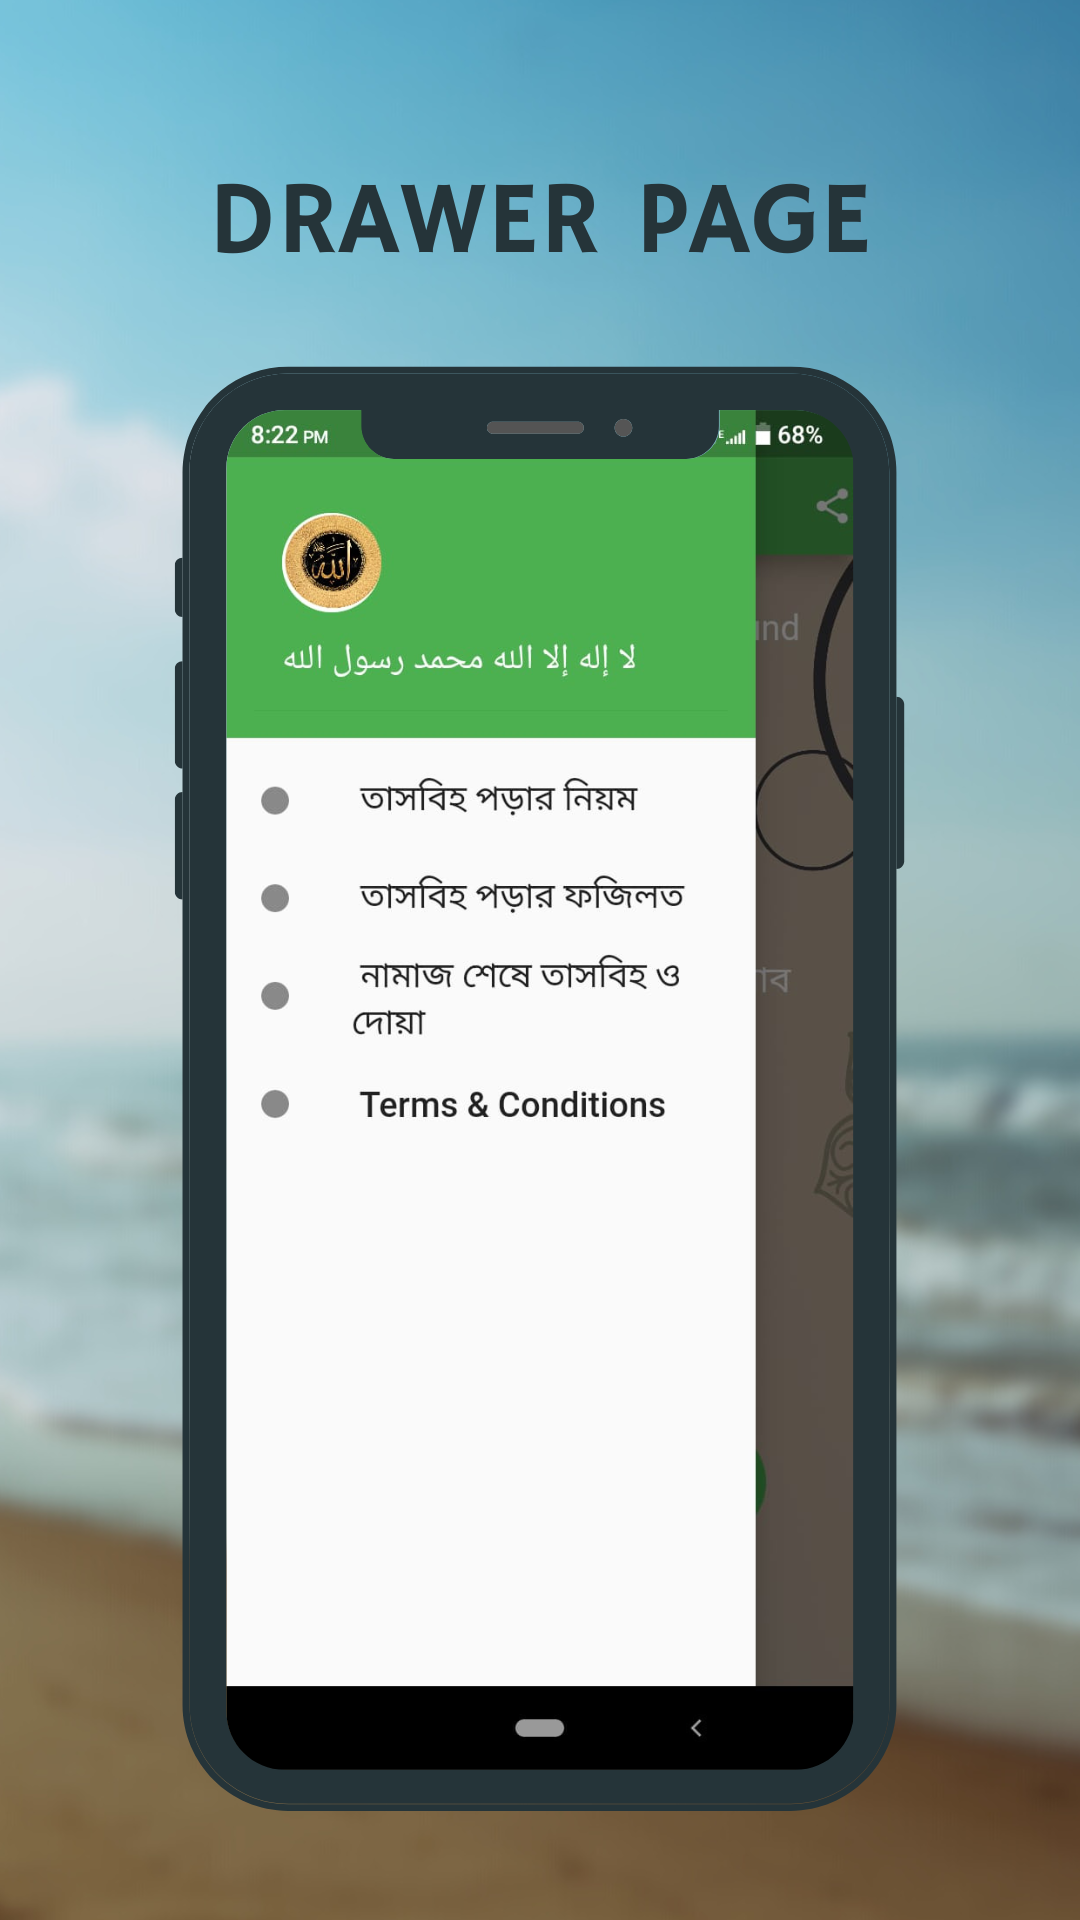 DRAWER PAGE
8:22 PM
E
68%
الله
لا إله إلا الله محمد رسول الله
তাসবিহ পড়ার নিয়ম
তাসবিহ পড়ার ফজিলত
নামাজ শেষে তাসবিহ ও
দোয়া
Terms & Conditions